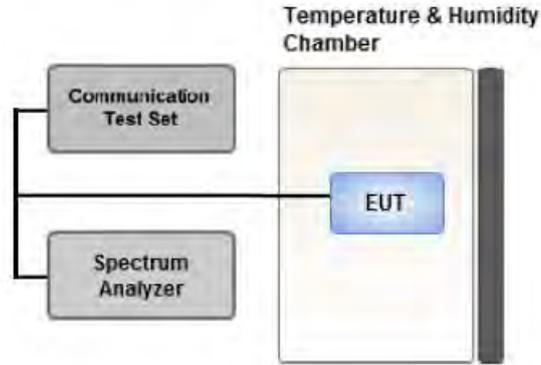 Temperature & Humidity
Chamber
Communication
Test Set
EUT
Spectrum
Analyzer